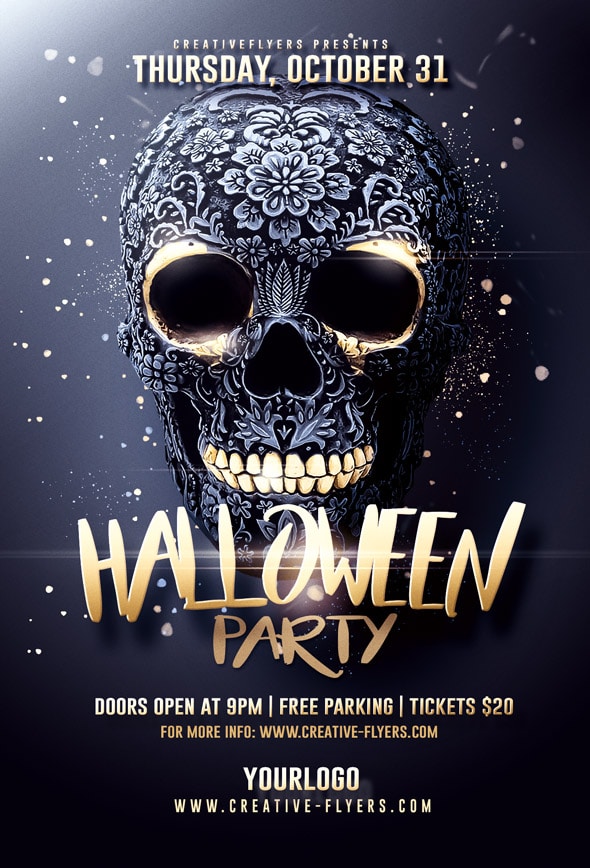 CREATIVEFLYERS PRESENTS
THURSDAY, OCTOBER 31
HALLOWEEN
PARTY
DOORS OPEN AT 9PM | FREE PARKING | TICKETS $20
FOR MORE INFO: WWW.CREATIVE-FLYERS.COM
YOURLOGO
WWW.CREATIVE-FLYERS.COM